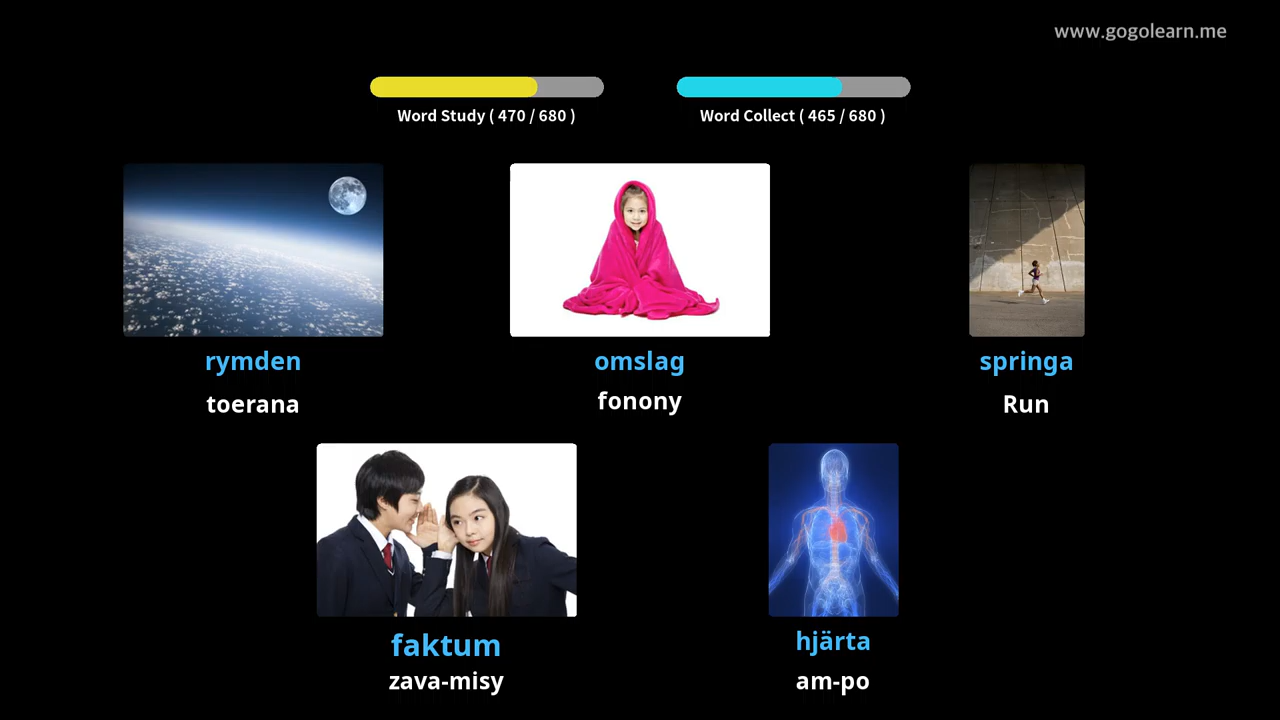 www.gogolearn.me
Word Study ( 470 / 680 )
Word Collect ( 465 / 680 )
rymden
toerana
omslag
fonony
springa
Run
faktum
zava-misy
hjärta
am-po